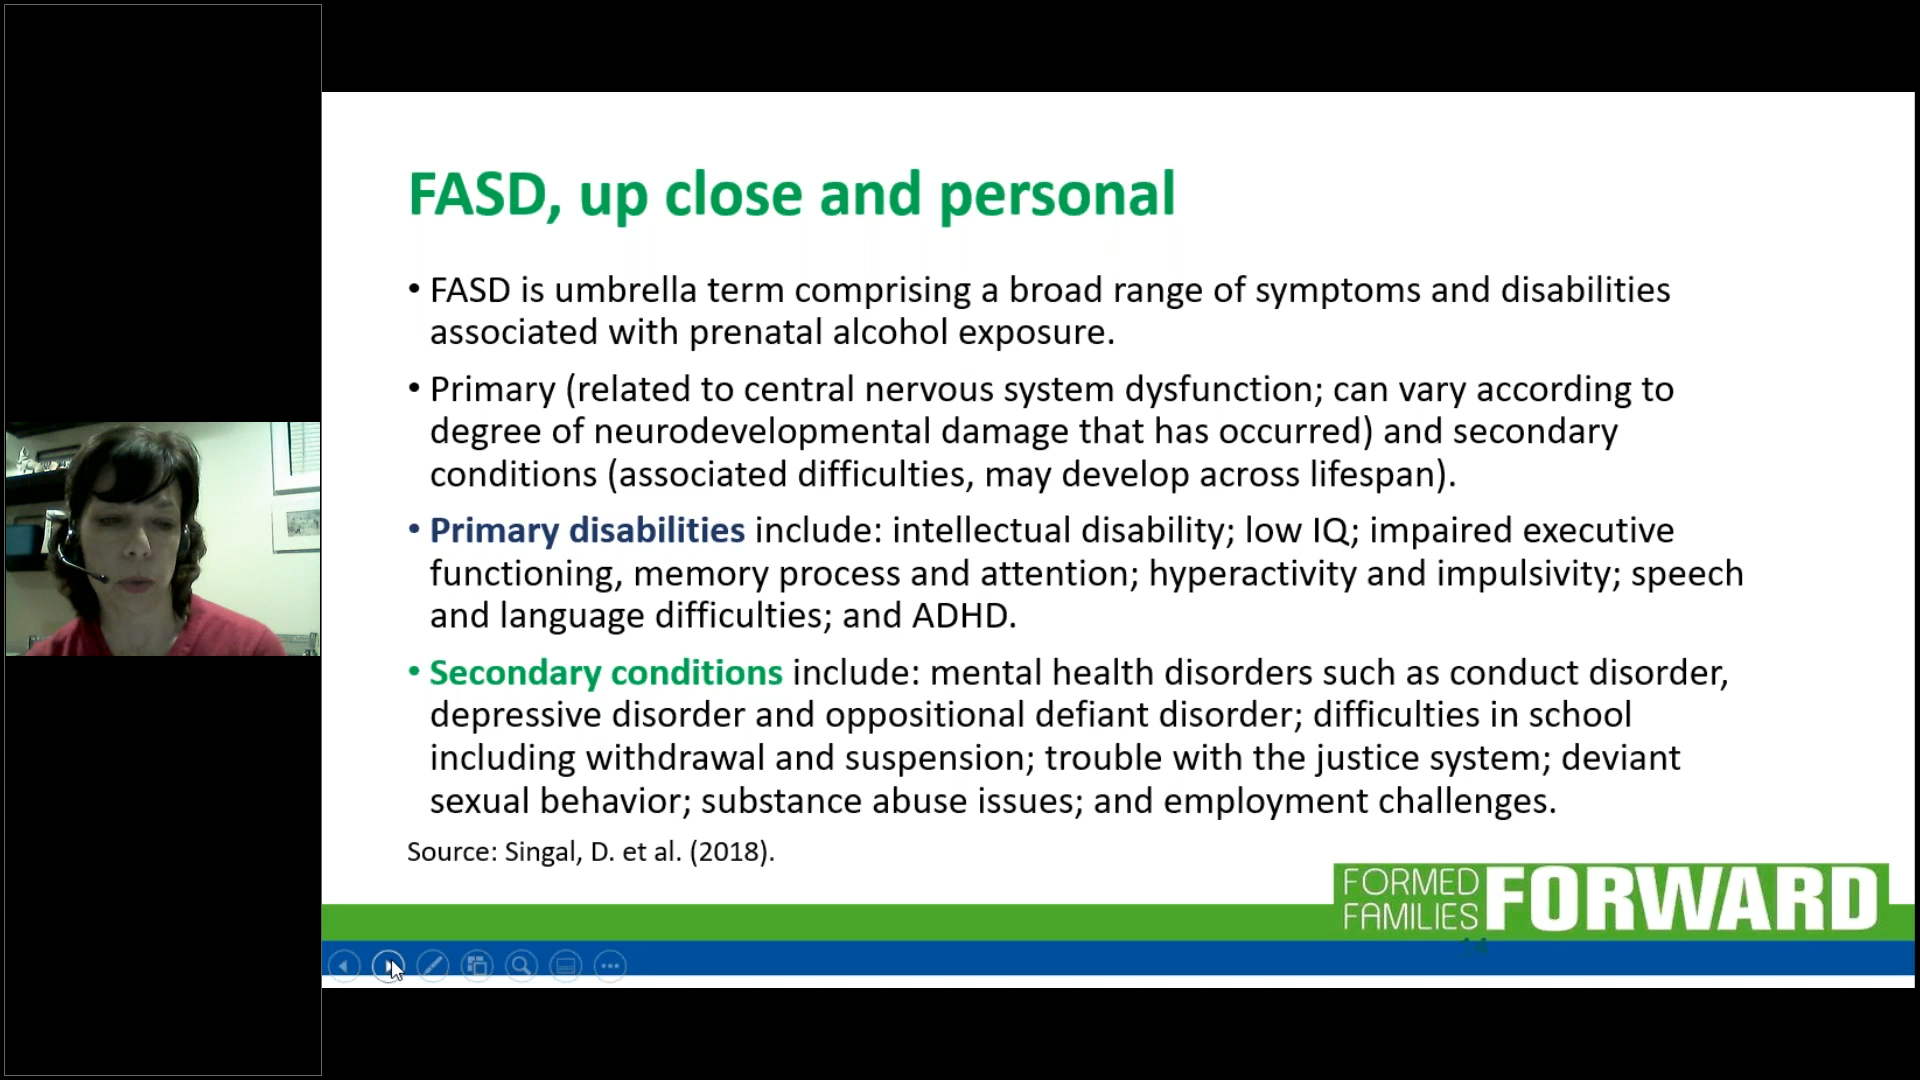 FASD, up close and personal
• FASD is umbrella term comprising a broad range of symptoms and disabilities
associated with prenatal alcohol exposure.
• Primary (related to central nervous system dysfunction; can vary according to
degree of neurodevelopmental damage that has occurred) and secondary
conditions (associated difficulties, may develop across lifespan).
• Primary disabilities include: intellectual disability; low IQ; impaired executive
functioning, memory process and attention; hyperactivity and impulsivity; speech
and language difficulties; and ADHD.
• Secondary conditions include: mental health disorders such as conduct disorder,
depressive disorder and oppositional defiant disorder; difficulties in school
including withdrawal and suspension; trouble with the justice system; deviant
sexual behavior; substance abuse issues; and employment challenges.
Source: Singal, D. et al. (2018).
FORMED
FAMILIES
FORWARD
14